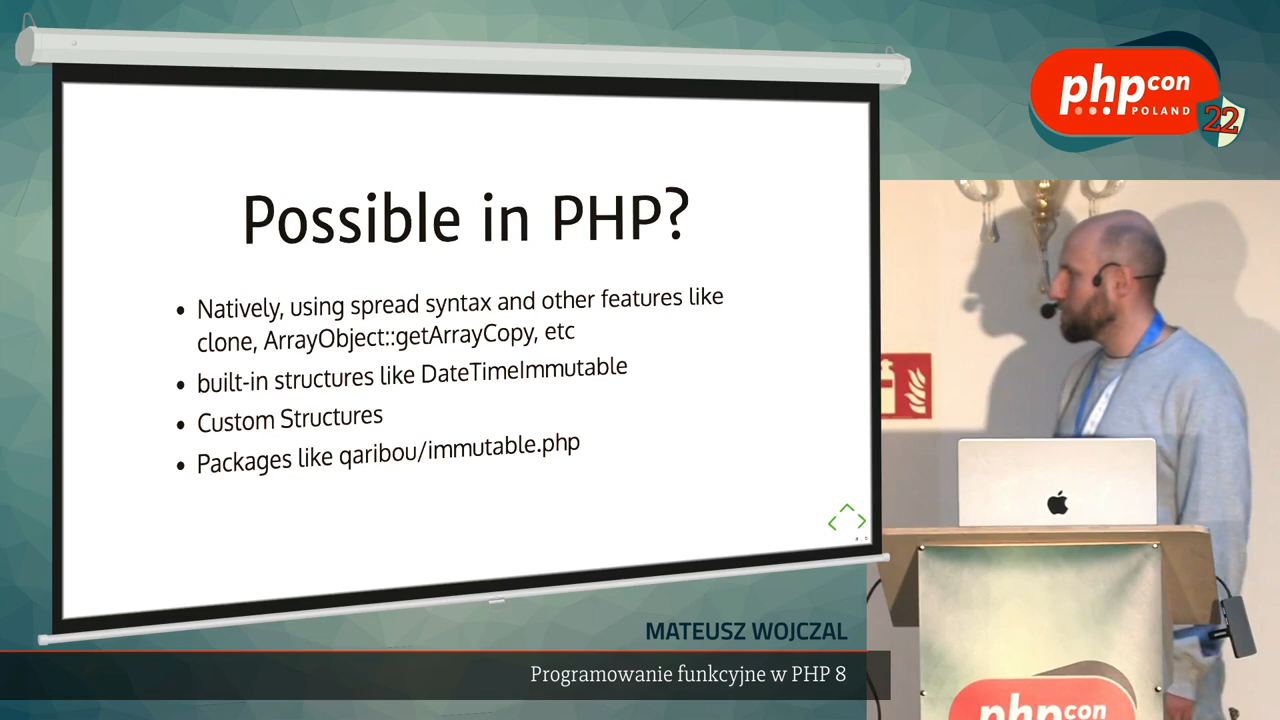 Possible in PHP?
• Natively, using spread syntax and other features like
clone, ArrayObject::getArrayCopy, etc
• built-in structures like DateTimeImmutable
• Custom Structures
• Packages like qaribou/immutable.php
php con
POLAND
22
MATEUSZ WOJCZAL
Programowanie funkcyjne w PHP 8
php con